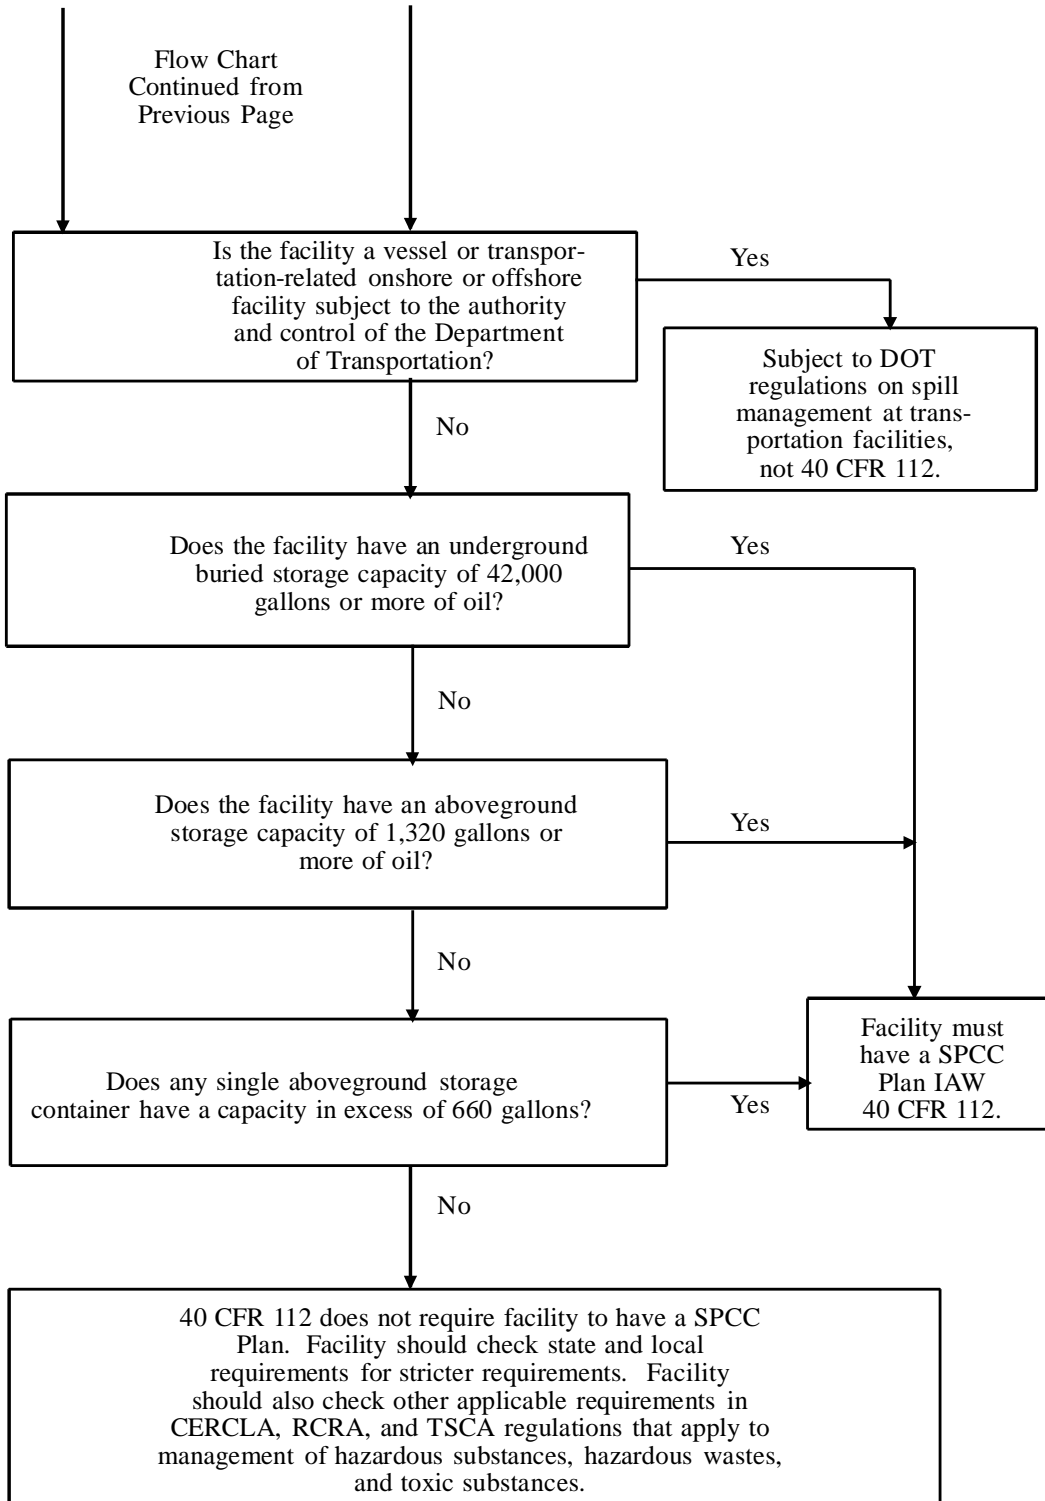 Flow Chart
Continued from
Previous Page
Is the facility a vessel or transpor-
tation-related onshore or offshore
facility subject to the authority
and control of the Department
of Transportation?
Yes
Subject to DOT
regulations on spill
management at trans-
portation facilities,
not 40 CFR 112.
No
Does the facility have an underground
buried storage capacity of 42,000
gallons or more of oil?
Yes
No
Does the facility have an aboveground
storage capacity of 1,320 gallons or
more of oil?
Yes
No
Does any single aboveground storage
container have a capacity in excess of 660 gallons?
Yes
Facility must
have a SPCC
Plan IAW
40 CFR 112.
No
40 CFR 112 does not require facility to have a SPCC
Plan. Facility should check state and local
requirements for stricter requirements. Facility
should also check other applicable requirements in
CERCLA, RCRA, and TSCA regulations that apply to
management of hazardous substances, hazardous wastes,
and toxic substances.